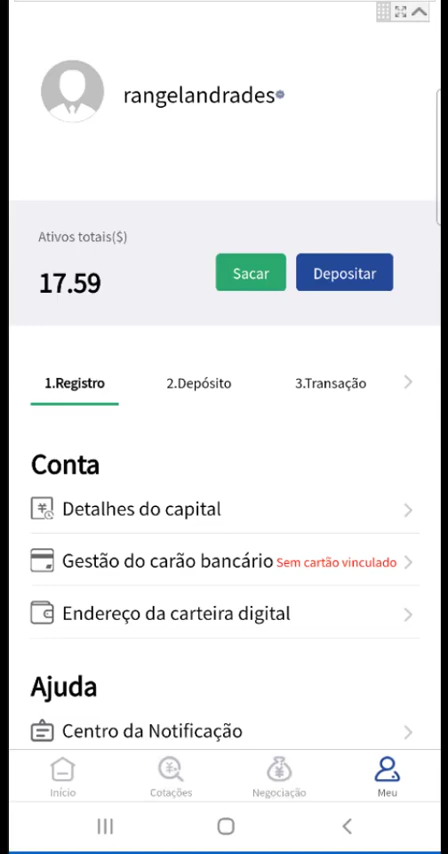 rangelandrades
Ativos totais($)
17.59
Sacar
Depositar
1.Registro
2.Depósito
3.Transação
Conta
Detalhes do capital
Gestão do carão bancário Sem cartão vinculado
Endereço da carteira digital
Ajuda
Centro da Notificação
Início
Cotações
Negociação
Meu